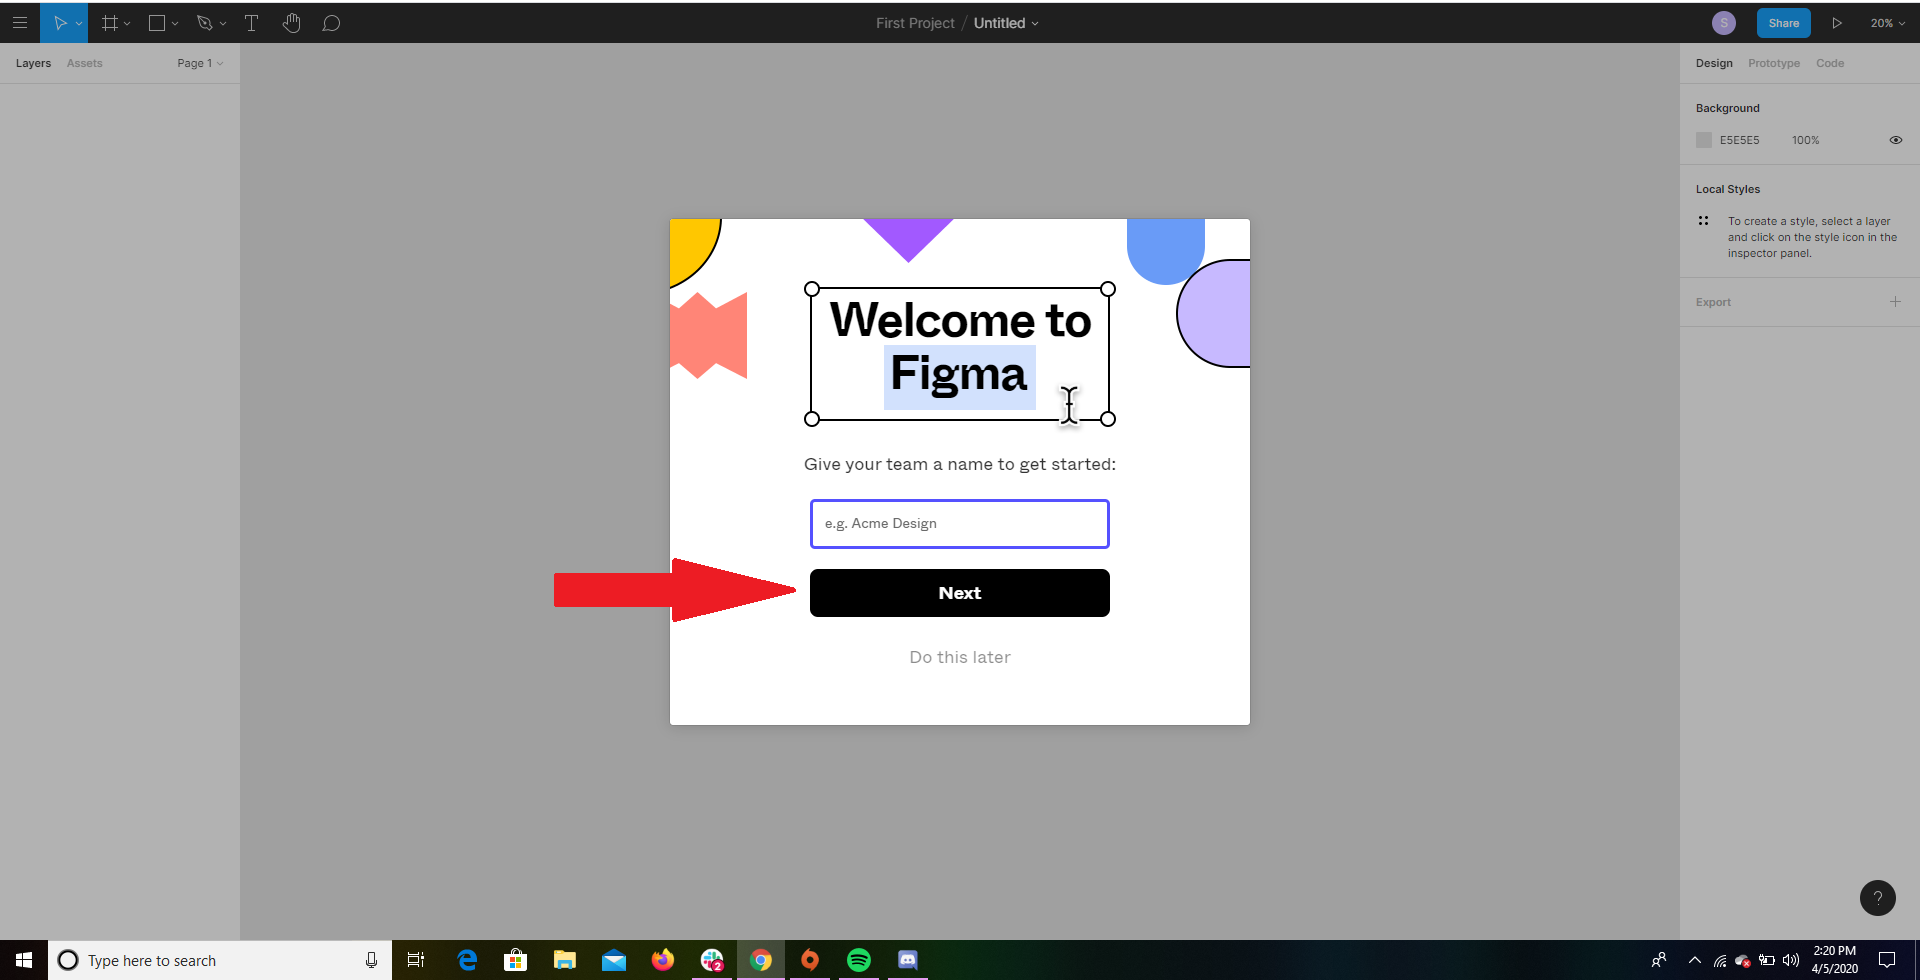 First Project / Untitled
S
Share
20%
Layers Assets Page 1
Design Prototype Code
Background
E5E5E5 100%
Local Styles
To create a style, select a layer
and click on the style icon in the
inspector panel.
Export
Welcome to
Figma
Give your team a name to get started:
e.g. Acme Design
Next
Do this later
?
Type here to search
2
2:20 PM
4/5/2020